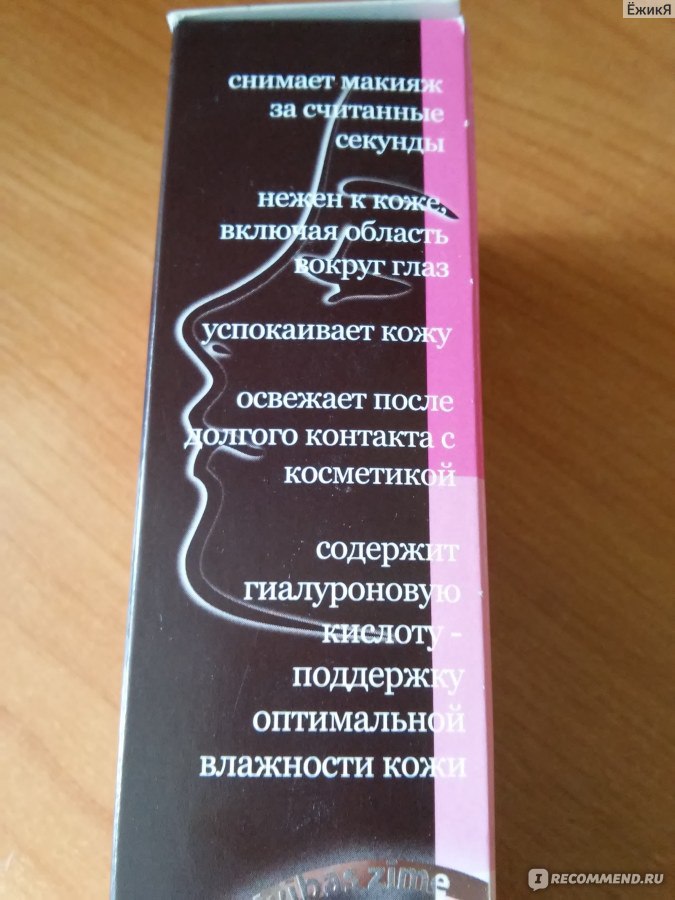 ЁжикЯ
снимает макияж
за считанные
секунды
нежен к коже,
включая область
вокруг глаз
успокаивает кожу
освежает после
долгого контакта с
косметикой
содержит
гиалуроновую
кислоту -
поддержку
оптимальной
влажности кожи
zīme
I RECOMMEND.RU